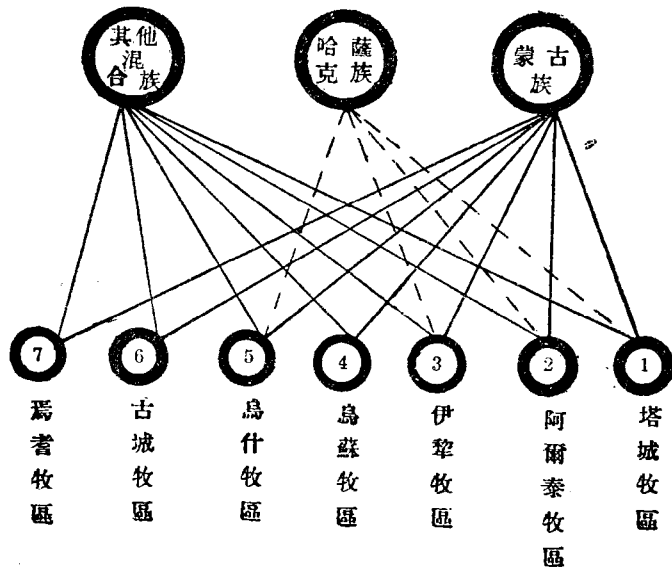 其他
混
合族
哈薩
克族
蒙古
族
7
6
5
4
3
2
1
焉耆牧區
古城牧區
烏什牧區
烏蘇牧區
伊犂牧區
阿爾泰牧區
塔城牧區